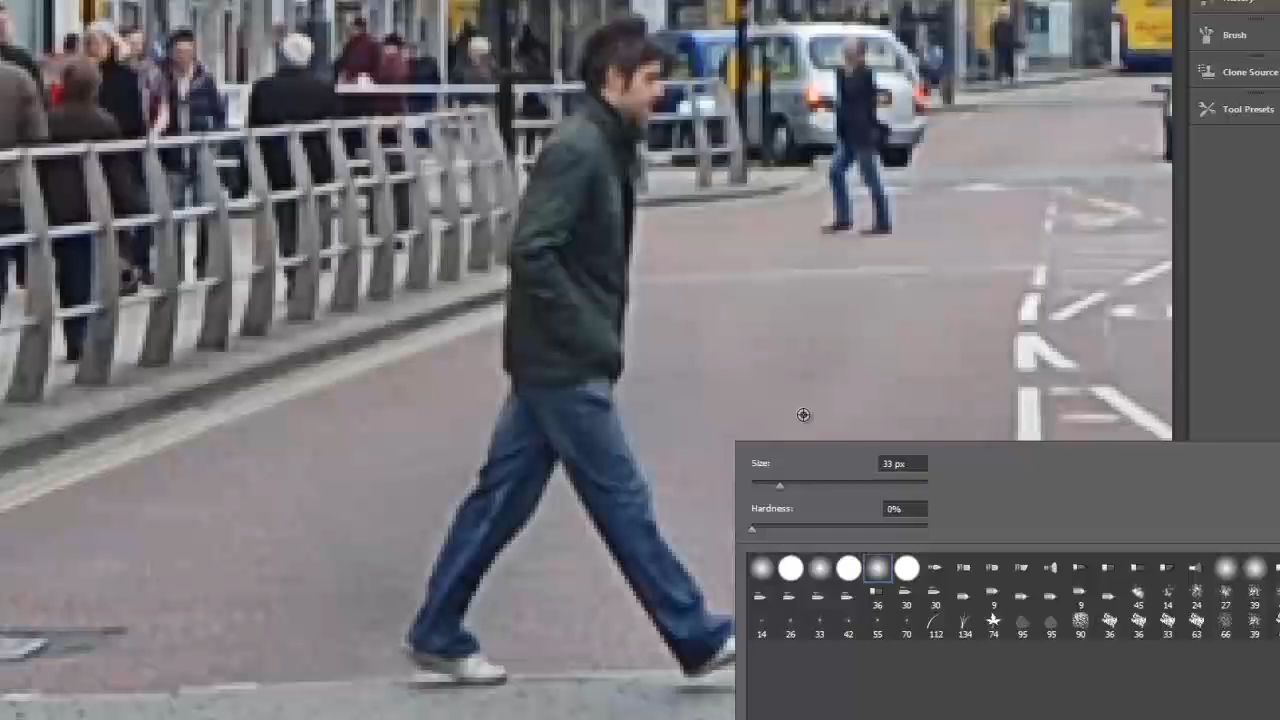 Brush
Clone Source
Tool Presets
Size:
33 px
Hardness:
0%
36 30 30 9 9 45 14 24 27 39
14 26 33 42 55 70 112 134 74 95 95 90 36 36 33 63 66 39